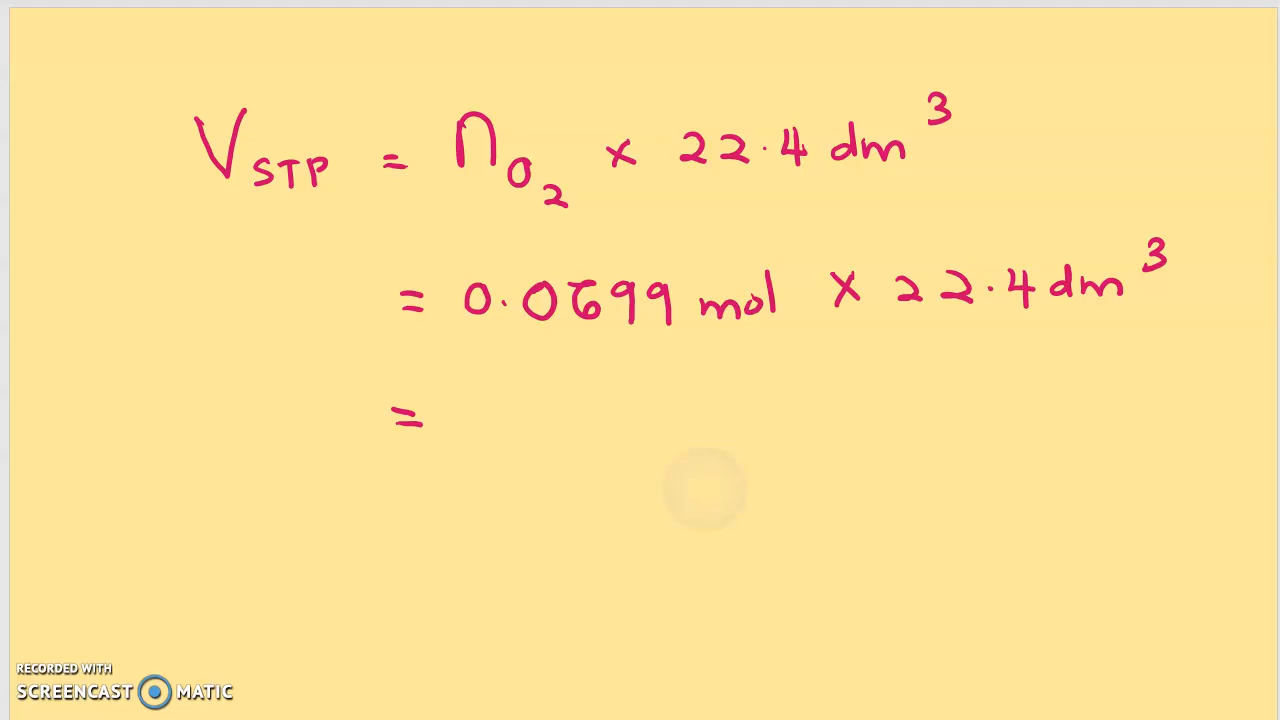 V_STP = n_O₂ × 22.4 dm³
= 0.0699 mol × 22.4 dm³
=
RECORDED WITH
SCREENCAST MATIC